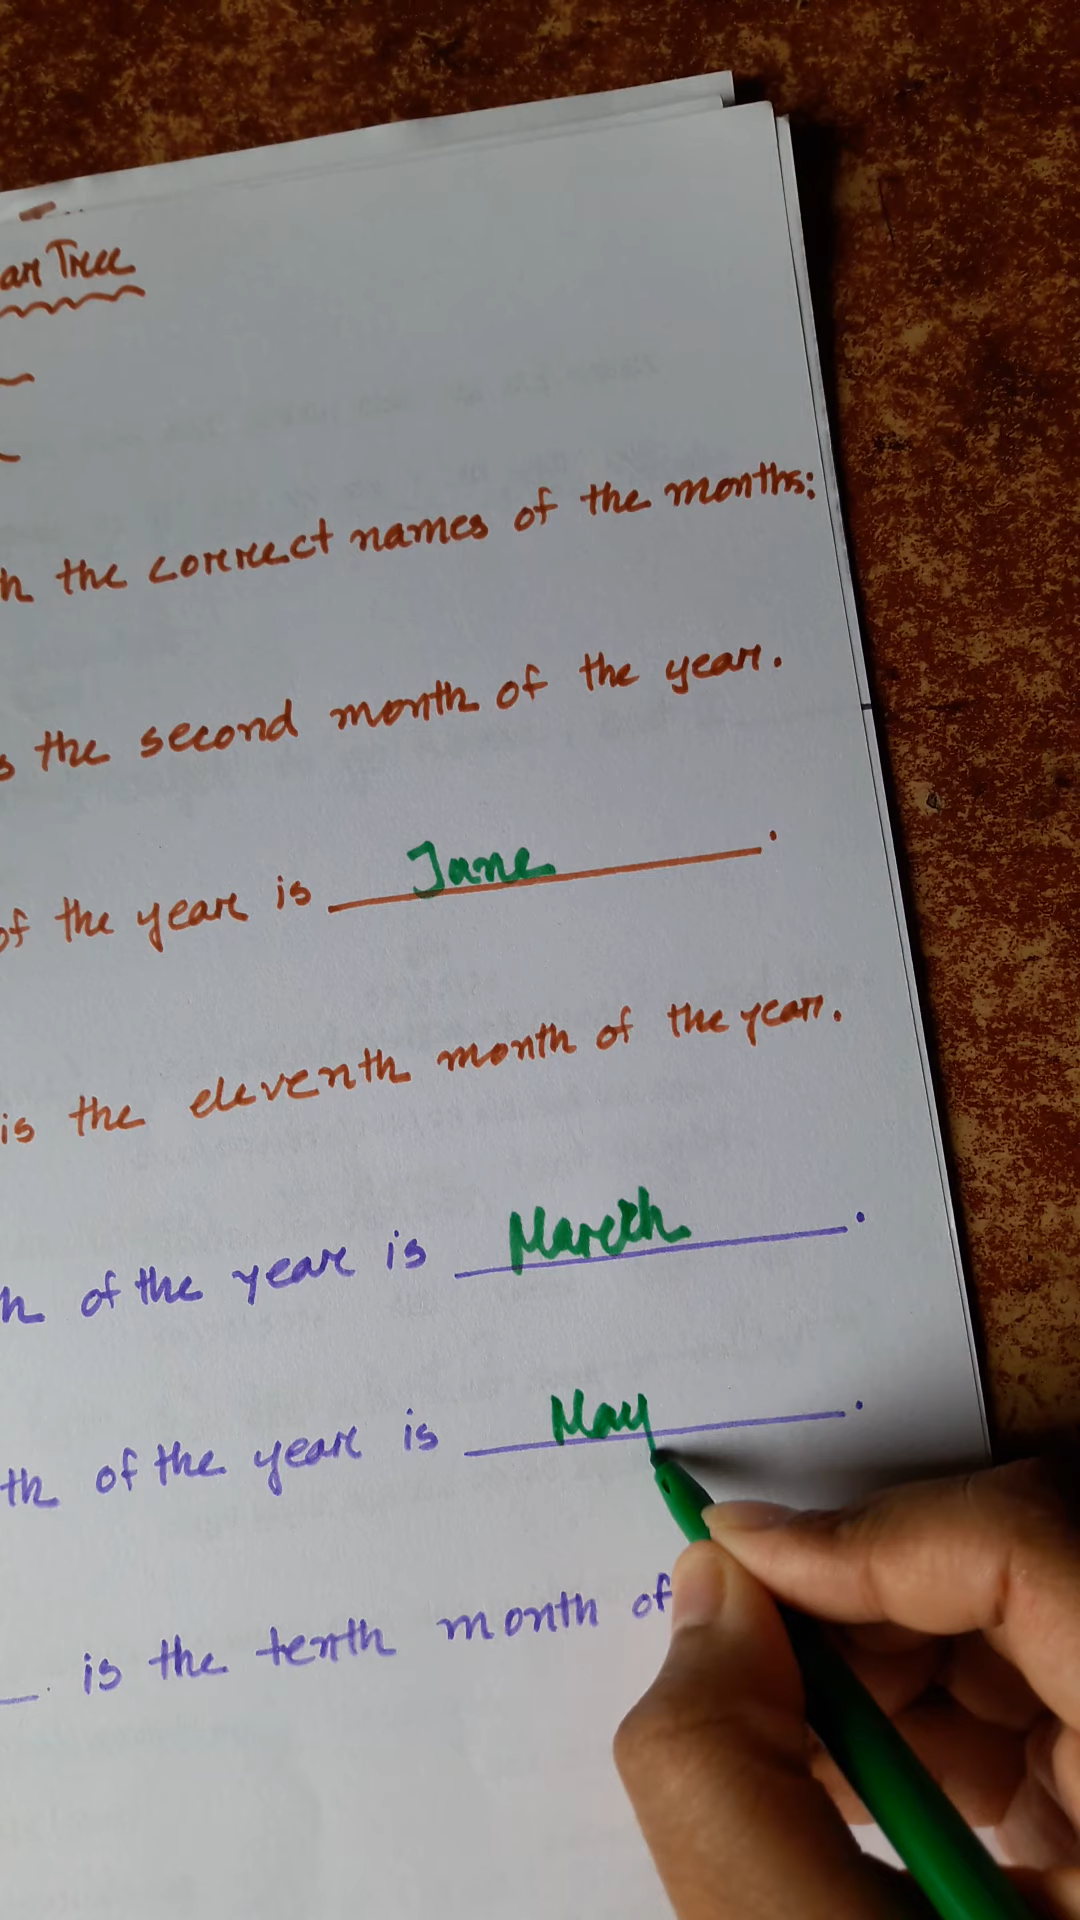 ar Tree
h the correct names of the months:
s the second month of the year.
of the year is June.
is the eleventh month of the year.
h of the year is March.
th of the year is May.
is the tenth month of